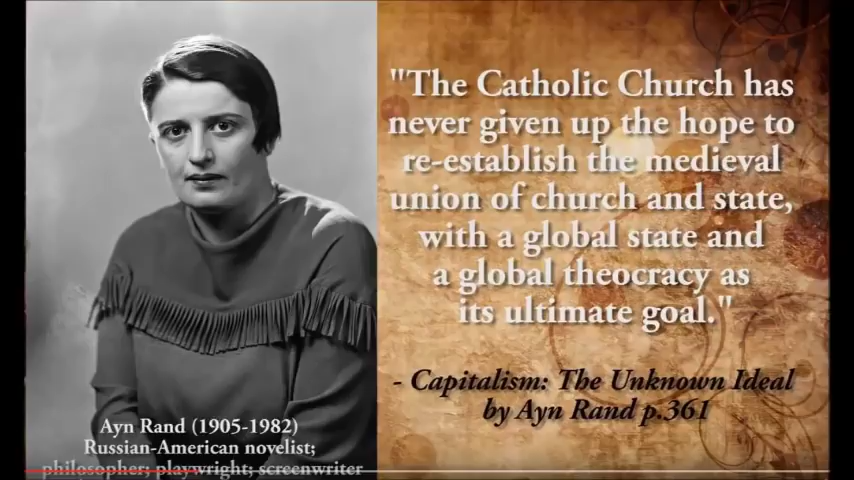 "The Catholic Church has
never given up the hope to
re-establish the medieval
union of church and state,
with a global state and
a global theocracy as
its ultimate goal."
- Capitalism: The Unknown Ideal
by Ayn Rand p.361
Ayn Rand (1905-1982)
Russian-American novelist;
philosopher; playwright; screenwriter